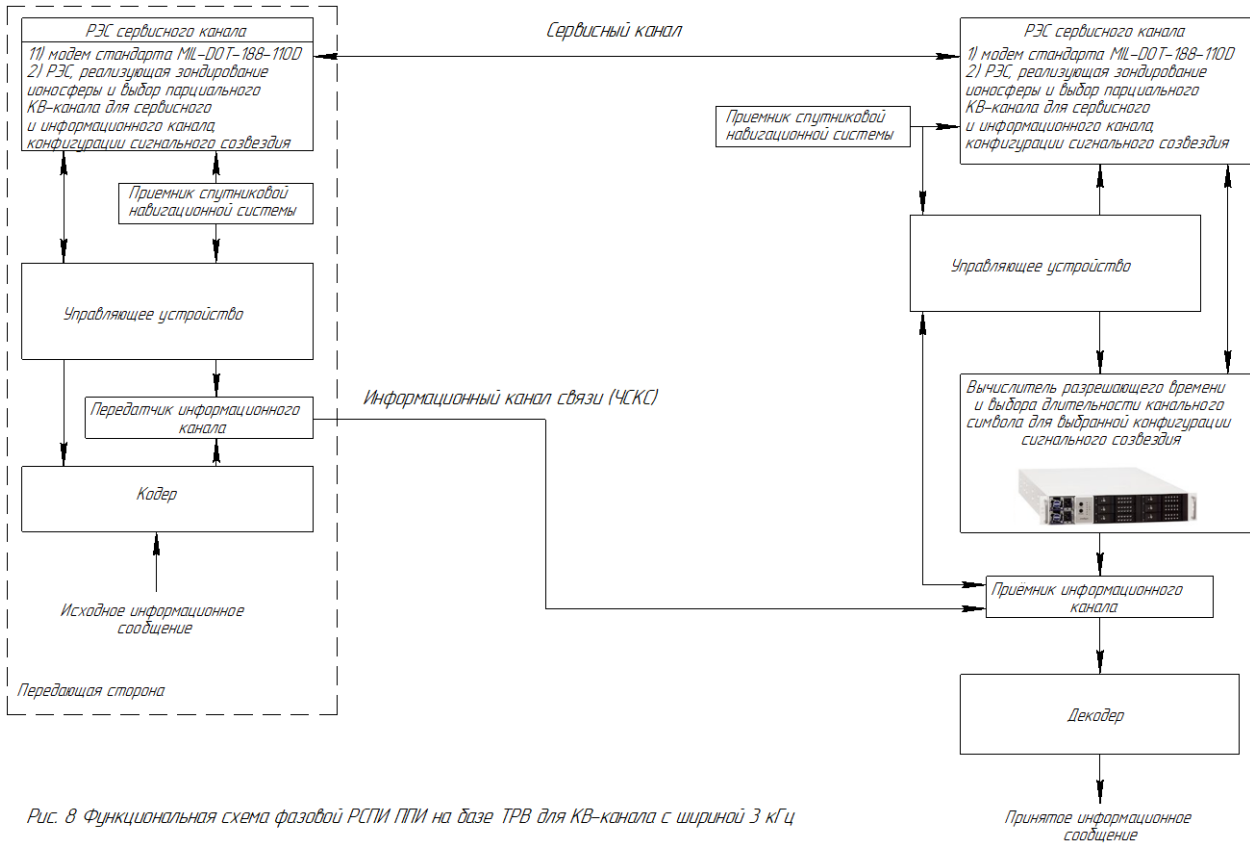 РЭС сервисного канала
11) модем стандарта MIL-DOT-188-110D
2) РЭС, реализующая зондирование
ионосферы и выбор парциального
КВ-канала для сервисного
и информационного канала,
конфигурации сигнального созвездия
Приемник спутниковой
навигационной системы
Управляющее устройство
Передатчик информационного
канала
Кодер
Исходное информационное
сообщение
Передающая сторона
Сервисный канал
Информационный канал связи (ЧСКС)
РЭС сервисного канала
1) модем стандарта MIL-DOT-188-110D
2) РЭС, реализующая зондирование
ионосферы и выбор парциального
КВ-канала для сервисного
и информационного канала,
конфигурации сигнального созвездия
Приемник спутниковой
навигационной системы
Управляющее устройство
Вычислитель разрешающего времени
и выбора длительности канального
символа для выбранной конфигурации
сигнального созвездия
Приёмник информационного
канала
Декодер
Принятое информационное
сообщение
Рис. 8 Функциональная схема фазовой РСПИ ППИ на базе ТРВ для КВ-канала с шириной 3 кГц